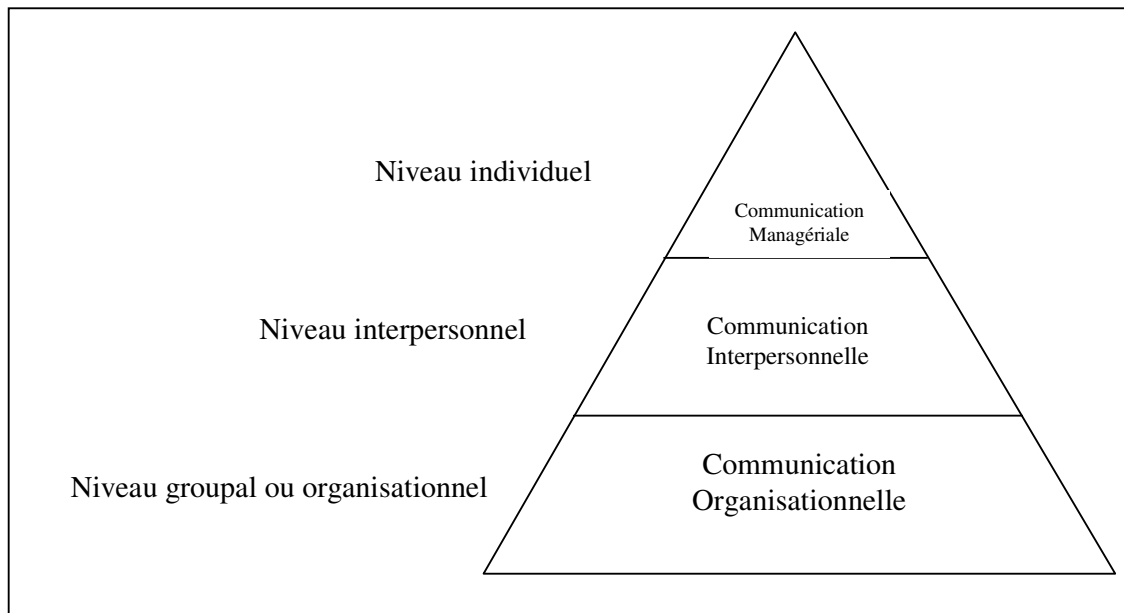 Niveau individuel
Communication
Managériale
Niveau interpersonnel
Communication
Interpersonnelle
Niveau groupal ou organisationnel
Communication
Organisationnelle